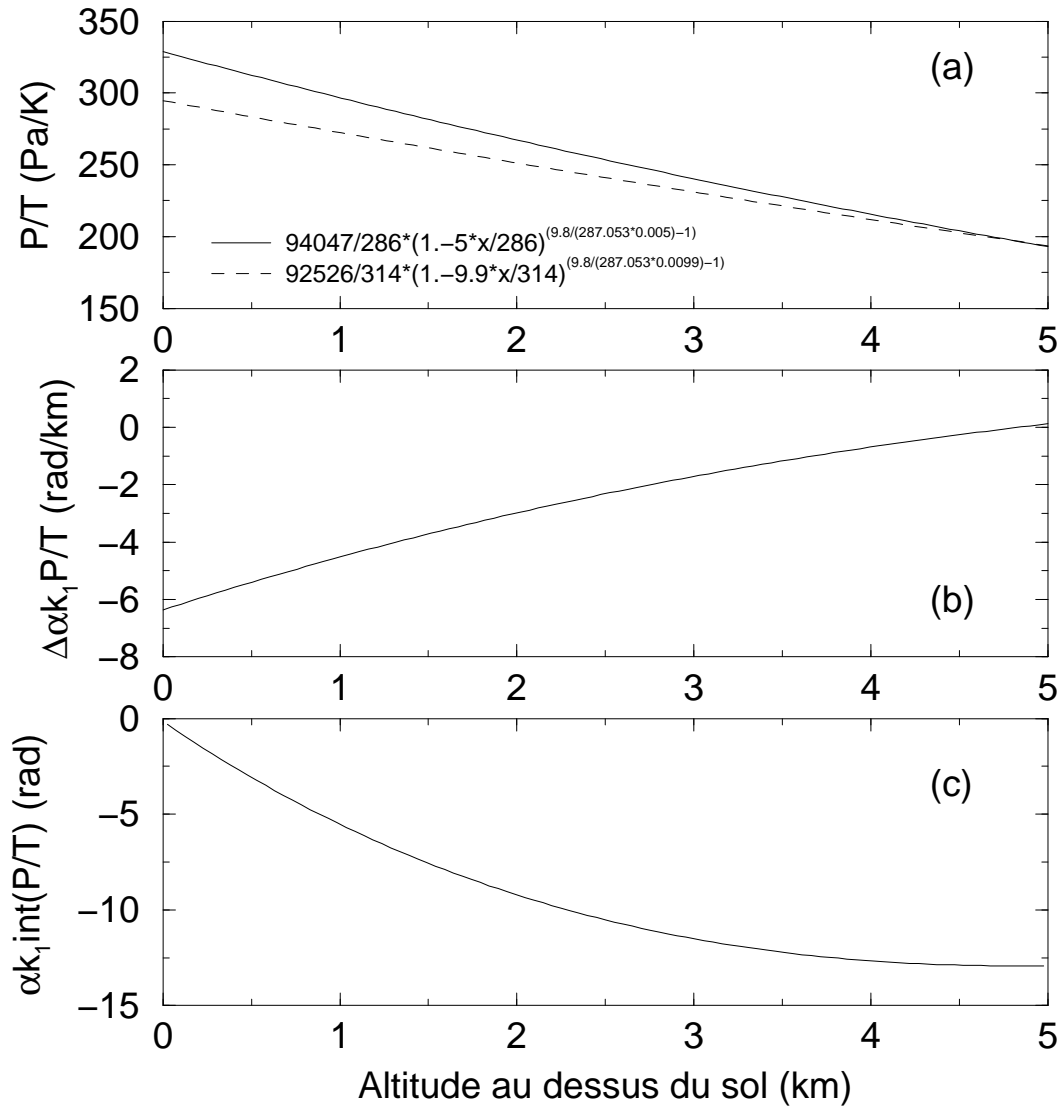 350
300
250
200
150
P/T (Pa/K)
(a)
94047/286*(1.−5*x/286)^(9.8/(287.053*0.005)−1)
92526/314*(1.−9.9*x/314)^(9.8/(287.053*0.0099)−1)
0 1 2 3 4 5
2
0
−2
−4
−6
−8
Δαk₁P/T (rad/km)
(b)
0 1 2 3 4 5
0
−5
−10
−15
αk₁int(P/T) (rad)
(c)
0 1 2 3 4 5
Altitude au dessus du sol (km)